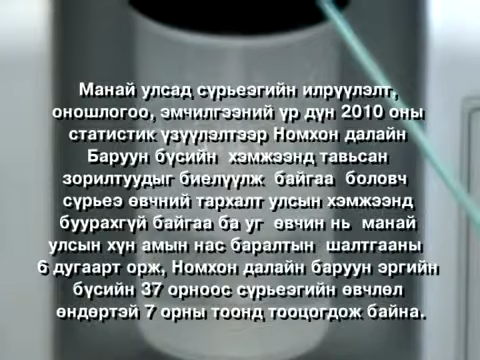 Манай улсад сүрьеэгийн илрүүлэлт,
оношлогоо, эмчилгээний үр дүн 2010 оны
статистик үзүүлэлтээр Номхон далайн
Баруун бүсийн хэмжээнд тавьсан
зорилтуудыг биелүүлж байгаа боловч
сүрьеэ өвчний тархалт улсын хэмжээнд
буурахгүй байгаа ба уг өвчин нь манай
улсын хүн амын нас баралтын шалтгааны
6 дугаарт орж, Номхон далайн баруун эргийн
бүсийн 37 орноос сүрьеэгийн өвчлөл
өндөртэй 7 орны тоонд тооцогдож байна.